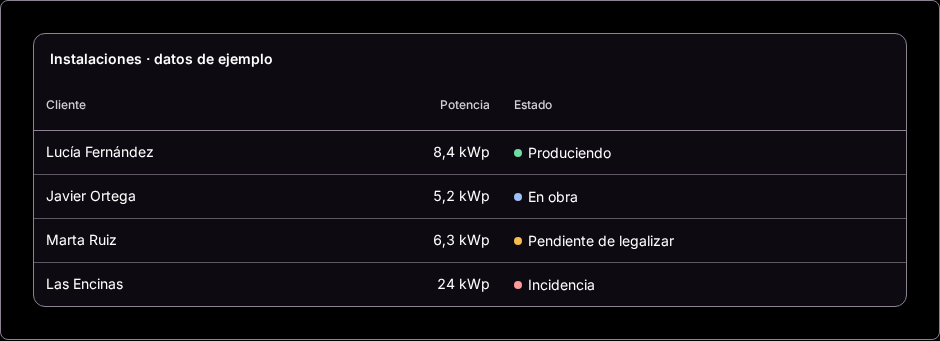 Instalaciones · datos de ejemplo
Cliente Potencia Estado
Lucía Fernández 8,4 kWp Produciendo
Javier Ortega 5,2 kWp En obra
Marta Ruiz 6,3 kWp Pendiente de legalizar
Las Encinas 24 kWp Incidencia